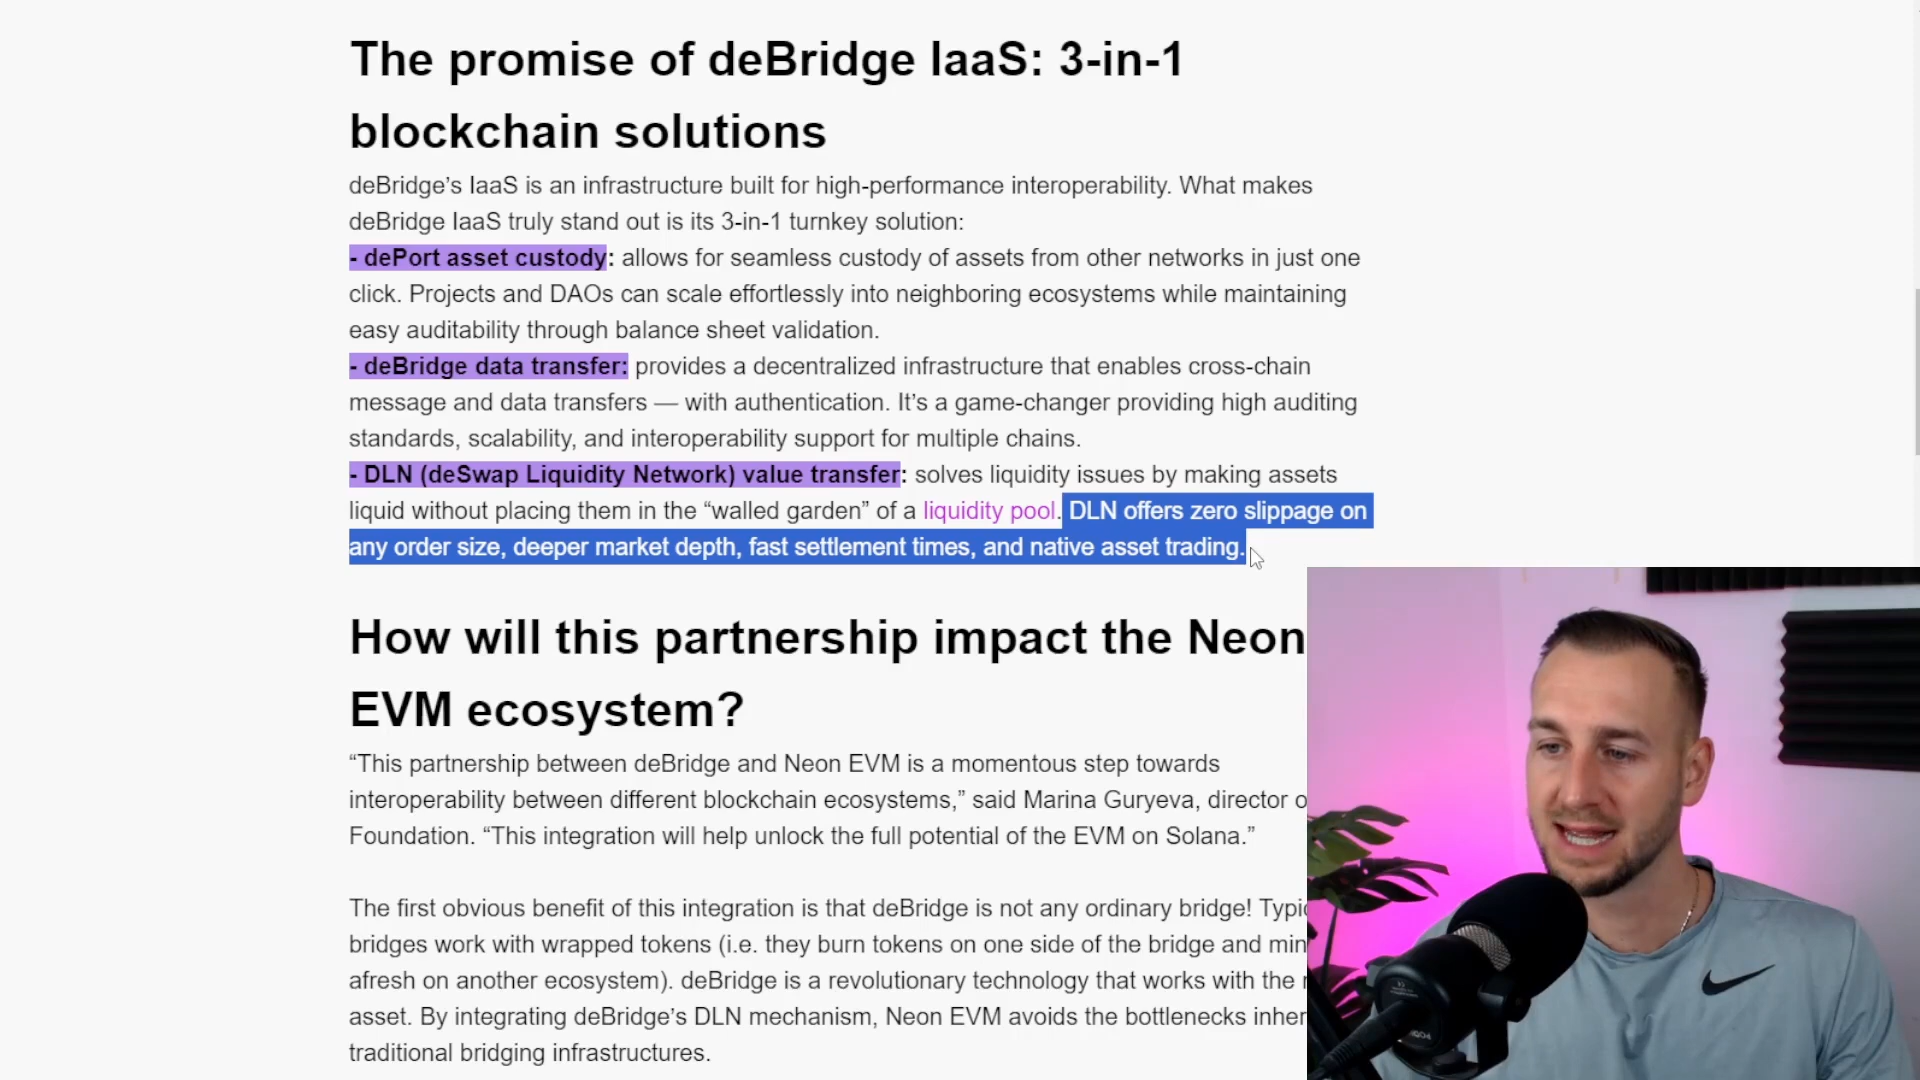 The promise of deBridge IaaS: 3-in-1
blockchain solutions
deBridge’s IaaS is an infrastructure built for high-performance interoperability. What makes
deBridge IaaS truly stand out is its 3-in-1 turnkey solution:
- dePort asset custody: allows for seamless custody of assets from other networks in just one
click. Projects and DAOs can scale effortlessly into neighboring ecosystems while maintaining
easy auditability through balance sheet validation.
- deBridge data transfer: provides a decentralized infrastructure that enables cross-chain
message and data transfers — with authentication. It’s a game-changer providing high auditing
standards, scalability, and interoperability support for multiple chains.
- DLN (deSwap Liquidity Network) value transfer: solves liquidity issues by making assets
liquid without placing them in the “walled garden” of a liquidity pool. DLN offers zero slippage on
any order size, deeper market depth, fast settlement times, and native asset trading.
How will this partnership impact the Neon
EVM ecosystem?
“This partnership between deBridge and Neon EVM is a momentous step towards
interoperability between different blockchain ecosystems,” said Marina Guryeva, director
Foundation. “This integration will help unlock the full potential of the EVM on Solana.”
The first obvious benefit of this integration is that deBridge is not any ordinary bridge!
bridges work with wrapped tokens (i.e. they burn tokens on one side of the bridge and
afresh on another ecosystem). deBridge is a revolutionary technology that works with the
asset. By integrating deBridge’s DLN mechanism, Neon EVM avoids the bottlenecks
traditional bridging infrastructures.